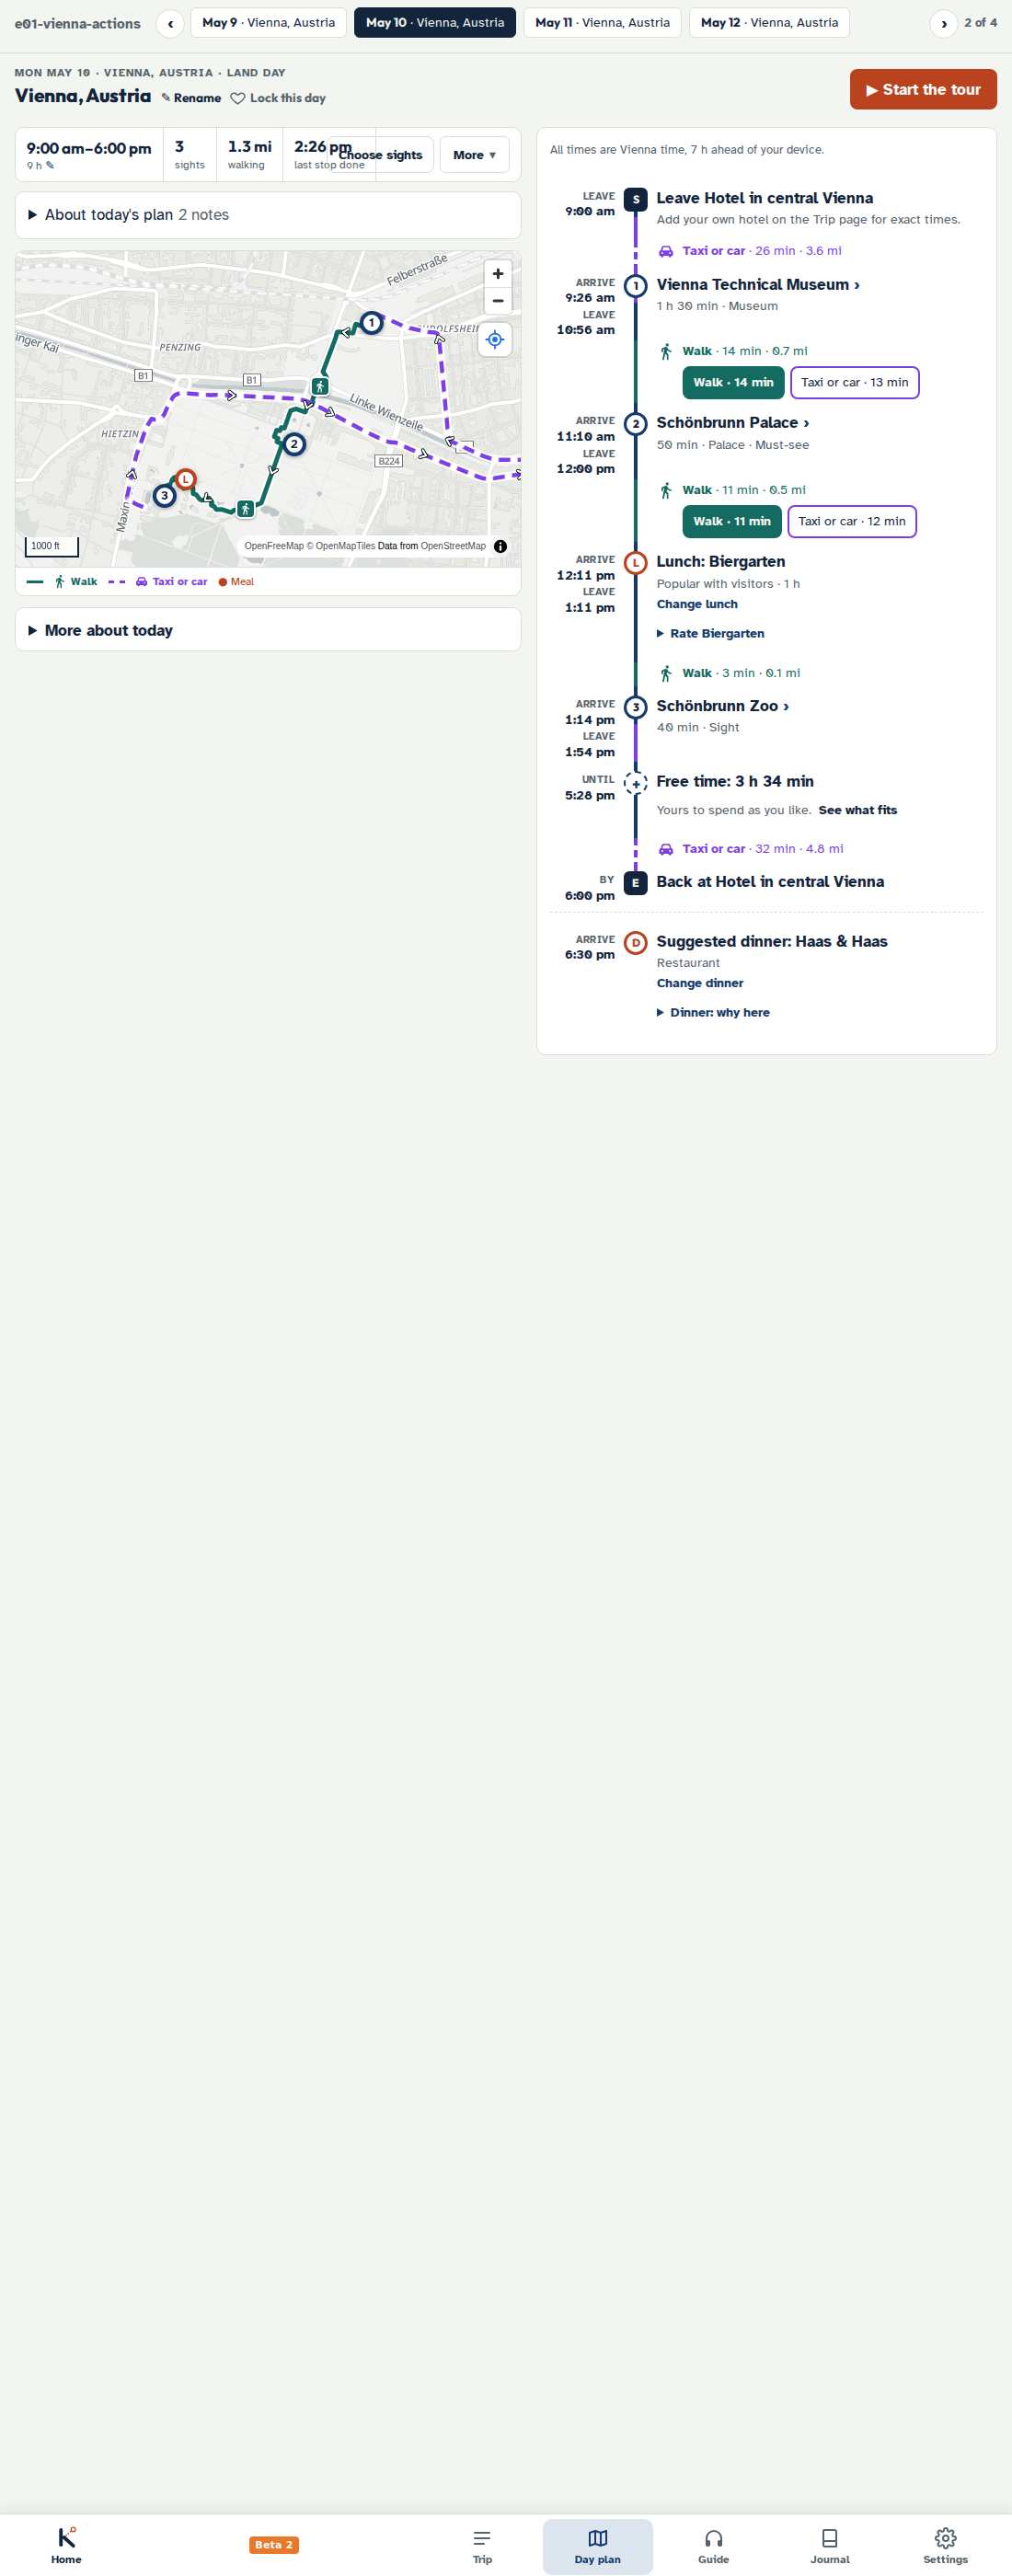 e01-vienna-actions
‹
May 9 · Vienna, Austria
May 10 · Vienna, Austria
May 11 · Vienna, Austria
May 12 · Vienna, Austria
›
2 of 4
MON MAY 10 · VIENNA, AUSTRIA · LAND DAY
Vienna, Austria ✎ Rename Lock this day
▶ Start the tour
9:00 am–6:00 pm
9 h ✎
3
sights
1.3 mi
walking
2:26 pm
last stop done
Choose sights
More ▾
▶ About today's plan 2 notes
Felberstraße
PENZING
B1
B1
Linke Wienzeile
HIETZIN
B224
1
2
3
L
+
−
1000 ft
OpenFreeMap © OpenMapTiles Data from OpenStreetMap
Walk Taxi or car Meal
▶ More about today
All times are Vienna time, 7 h ahead of your device.
LEAVE
9:00 am
S
Leave Hotel in central Vienna
Add your own hotel on the Trip page for exact times.
Taxi or car · 26 min · 3.6 mi
ARRIVE
9:26 am
LEAVE
10:56 am
1
Vienna Technical Museum ›
1 h 30 min · Museum
Walk · 14 min · 0.7 mi
Walk · 14 min
Taxi or car · 13 min
ARRIVE
11:10 am
LEAVE
12:00 pm
2
Schönbrunn Palace ›
50 min · Palace · Must-see
Walk · 11 min · 0.5 mi
Walk · 11 min
Taxi or car · 12 min
ARRIVE
12:11 pm
LEAVE
1:11 pm
L
Lunch: Biergarten
Popular with visitors · 1 h
Change lunch
▶ Rate Biergarten
Walk · 3 min · 0.1 mi
ARRIVE
1:14 pm
LEAVE
1:54 pm
3
Schönbrunn Zoo ›
40 min · Sight
UNTIL
5:28 pm
+
Free time: 3 h 34 min
Yours to spend as you like. See what fits
Taxi or car · 32 min · 4.8 mi
BY
6:00 pm
E
Back at Hotel in central Vienna
ARRIVE
6:30 pm
D
Suggested dinner: Haas & Haas
Restaurant
Change dinner
▶ Dinner: why here
Home
Beta 2
Trip
Day plan
Guide
Journal
Settings